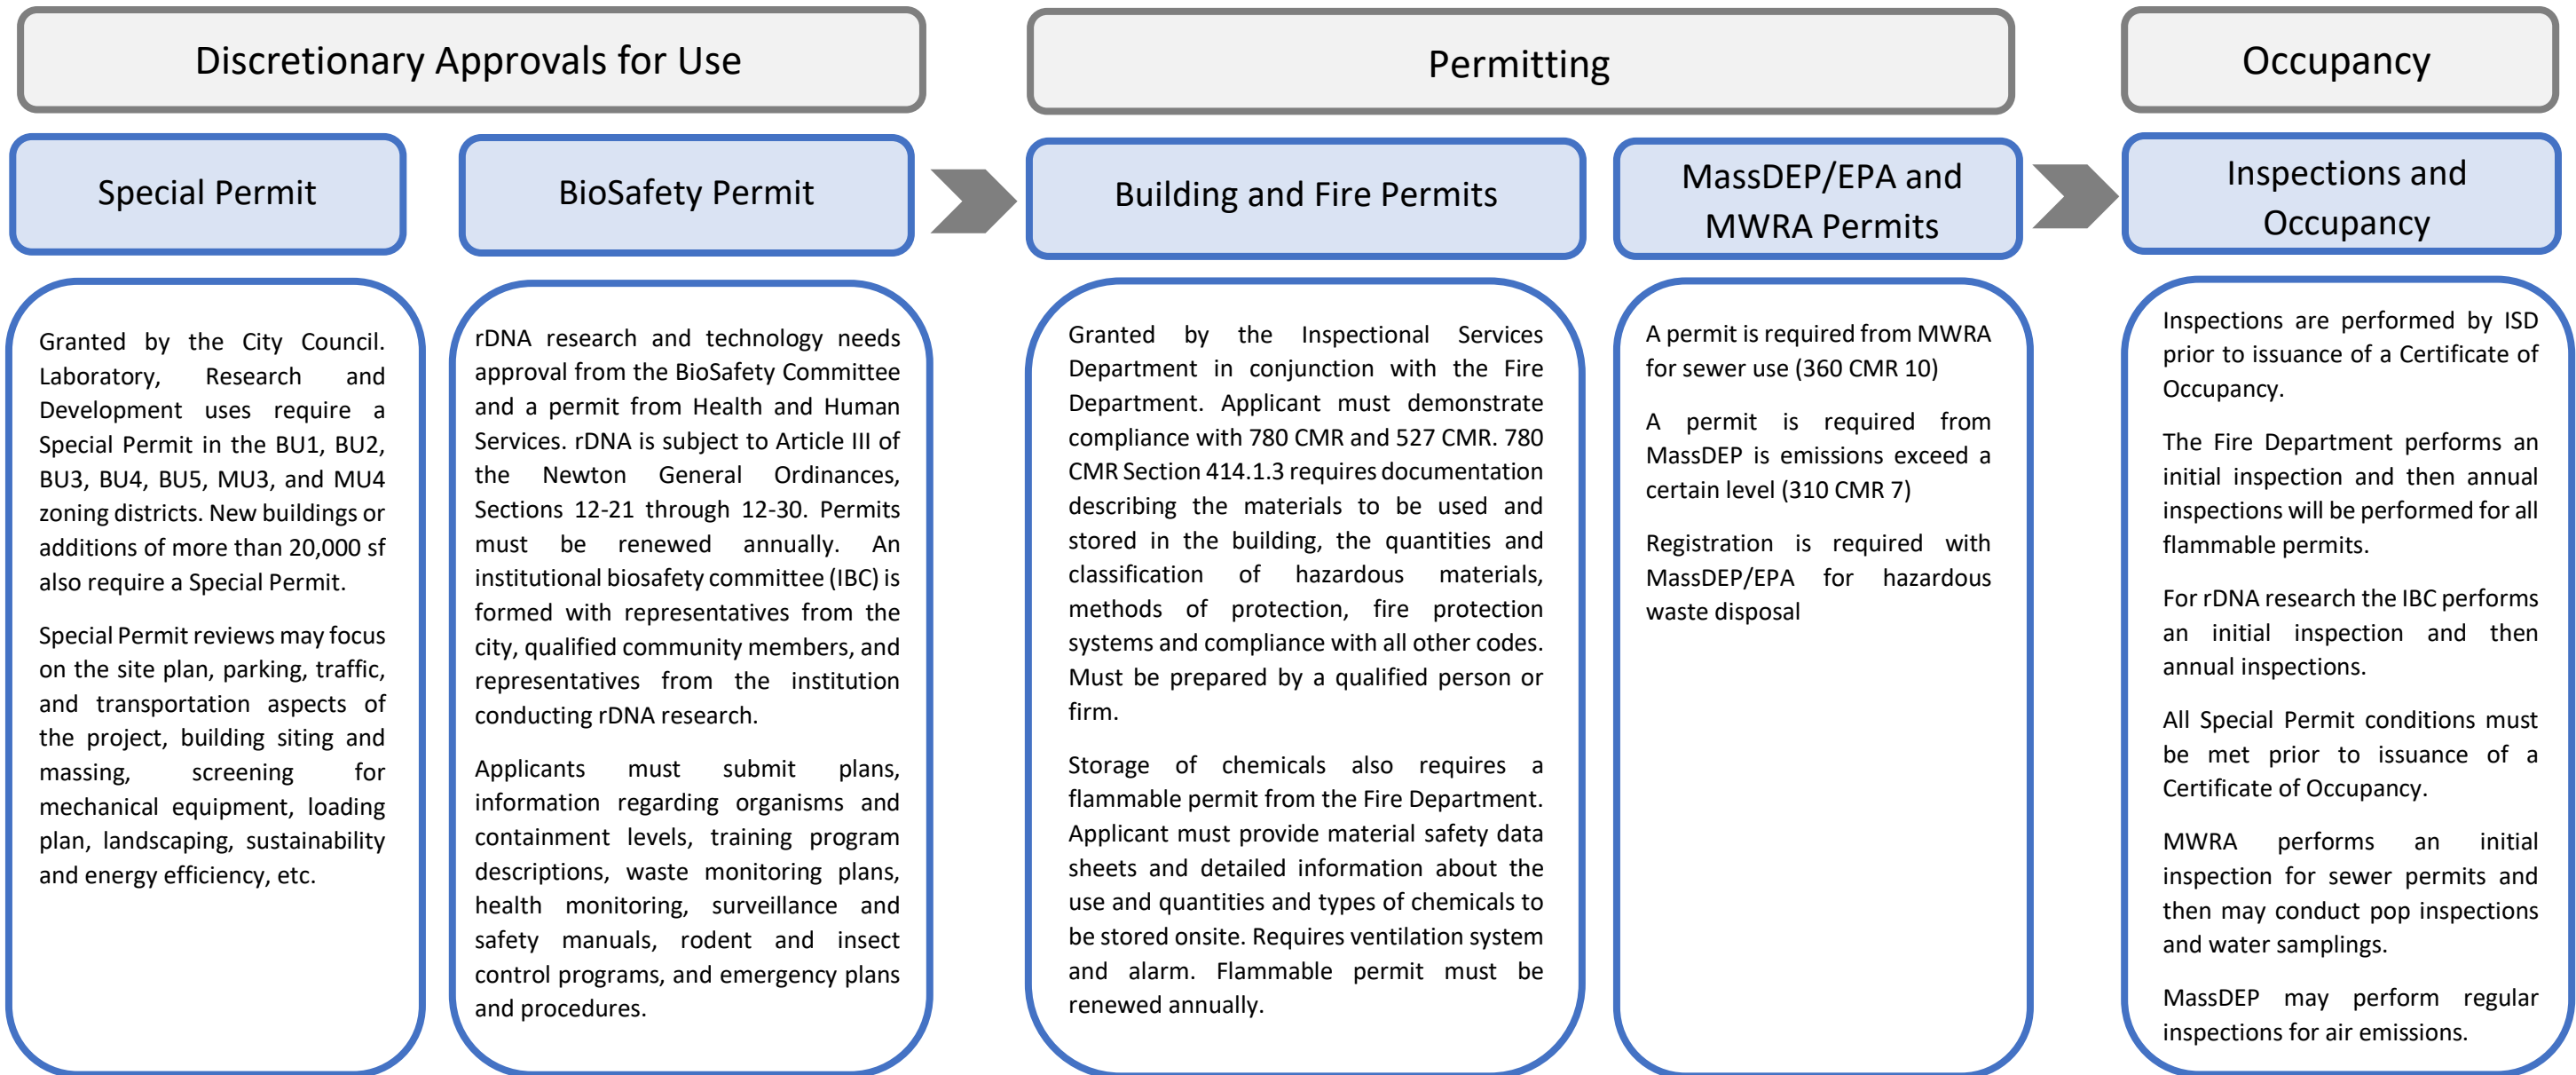 Discretionary Approvals for Use
Permitting
Occupancy
Special Permit
BioSafety Permit
Building and Fire Permits
MassDEP/EPA and
MWRA Permits
Inspections and
Occupancy
Granted by the City Council.
Laboratory, Research and
Development uses require a
Special Permit in the BU1, BU2,
BU3, BU4, BU5, MU3, and MU4
zoning districts. New buildings or
additions of more than 20,000 sf
also require a Special Permit.
Special Permit reviews may focus
on the site plan, parking, traffic,
and transportation aspects of
the project, building siting and
massing, screening for
mechanical equipment, loading
plan, landscaping, sustainability
and energy efficiency, etc.
rDNA research and technology needs
approval from the BioSafety Committee
and a permit from Health and Human
Services. rDNA is subject to Article III of
the Newton General Ordinances,
Sections 12-21 through 12-30. Permits
must be renewed annually. An
institutional biosafety committee (IBC) is
formed with representatives from the
city, qualified community members, and
representatives from the institution
conducting rDNA research.
Applicants must submit plans,
information regarding organisms and
containment levels, training program
descriptions, waste monitoring plans,
health monitoring, surveillance and
safety manuals, rodent and insect
control programs, and emergency plans
and procedures.
Granted by the Inspectional Services
Department in conjunction with the Fire
Department. Applicant must demonstrate
compliance with 780 CMR and 527 CMR. 780
CMR Section 414.1.3 requires documentation
describing the materials to be used and
stored in the building, the quantities and
classification of hazardous materials,
methods of protection, fire protection
systems and compliance with all other codes.
Must be prepared by a qualified person or
firm.
Storage of chemicals also requires a
flammable permit from the Fire Department.
Applicant must provide material safety data
sheets and detailed information about the
use and quantities and types of chemicals to
be stored onsite. Requires ventilation system
and alarm. Flammable permit must be
renewed annually.
A permit is required from MWRA
for sewer use (360 CMR 10)
A permit is required from
MassDEP is emissions exceed a
certain level (310 CMR 7)
Registration is required with
MassDEP/EPA for hazardous
waste disposal
Inspections are performed by ISD
prior to issuance of a Certificate of
Occupancy.
The Fire Department performs an
initial inspection and then annual
inspections will be performed for all
flammable permits.
For rDNA research the IBC performs
an initial inspection and then
annual inspections.
All Special Permit conditions must
be met prior to issuance of a
Certificate of Occupancy.
MWRA performs an initial
inspection for sewer permits and
then may conduct pop inspections
and water samplings.
MassDEP may perform regular
inspections for air emissions.